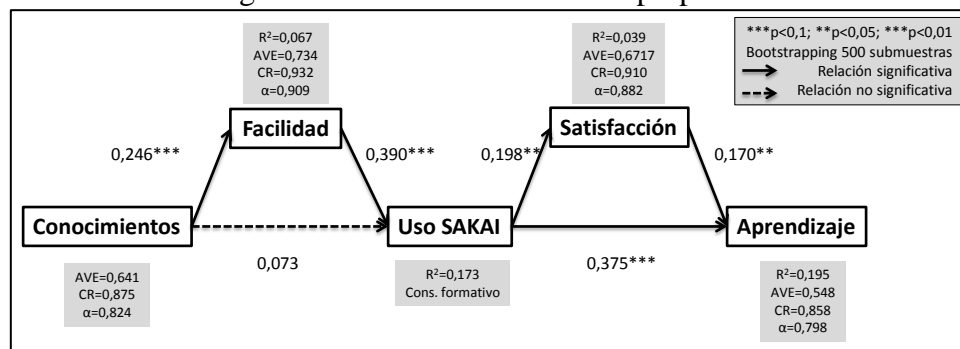 R²=0,067
AVE=0,734
CR=0,932
α=0,909
R²=0,039
AVE=0,6717
CR=0,910
α=0,882
***p<0,1; **p<0,05; ***p<0,01
Bootstrapping 500 submuestras
Relación significativa
Relación no significativa
Facilidad
Satisfacción
0,246***
0,390***
0,198**
0,170**
Conocimientos
Uso SAKAI
Aprendizaje
0,073
0,375***
AVE=0,641
CR=0,875
α=0,824
R²=0,173
Cons. formativo
R²=0,195
AVE=0,548
CR=0,858
α=0,798